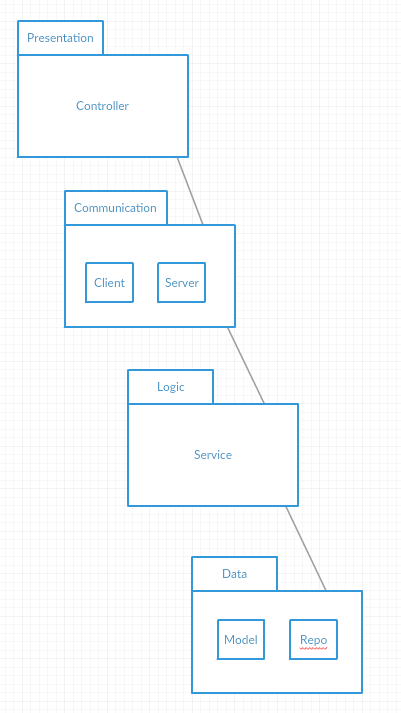 Presentation
Controller
Communication
Client
Server
Logic
Service
Data
Model
Repo